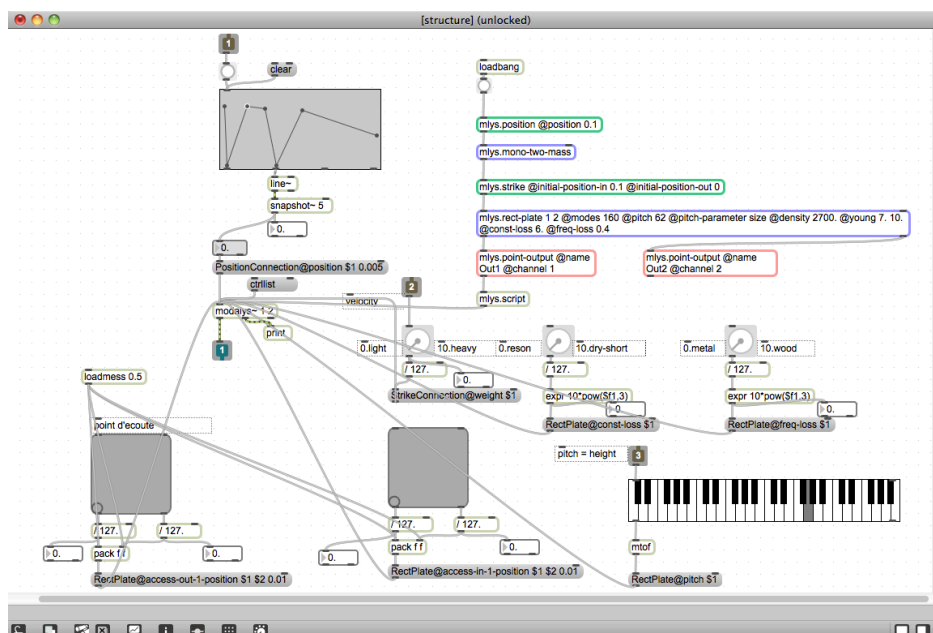 [structure] (unlocked)
1
clear
loadbang
mlys.position @position 0.1
mlys.mono-two-mass
line~
mlys.strike @initial-position-in 0.1 @initial-position-out 0
snapshot~ 5
mlys.rect-plate 1 2 @modes 160 @pitch 62 @pitch-parameter size @density 2700. @young 7. 10.
@const-loss 6. @freq-loss 0.4
0.
0.
mlys.point-output @name
Out1 @channel 1
mlys.point-output @name
Out2 @channel 2
PositionConnection@position $1 0.005
ctrllist
2
velocity
mlys.script
modalys~ 1 2
print
1
0.light
10.heavy
0.reson
10.dry-short
0.metal
10.wood
/ 127.
/ 127.
/ 127.
loadmess 0.5
0.
StrikeConnection@weight $1
expr 10*pow($f1,3)
expr 10*pow($f1,3)
0.
0.
point d'ecoute
RectPlate@const-loss $1
RectPlate@freq-loss $1
pitch = height
3
/ 127.
/ 127.
/ 127.
/ 127.
0.
pack f f
0.
0.
pack f f
0.
mtof
RectPlate@access-out-1-position $1 $2 0.01
RectPlate@access-in-1-position $1 $2 0.01
RectPlate@pitch $1